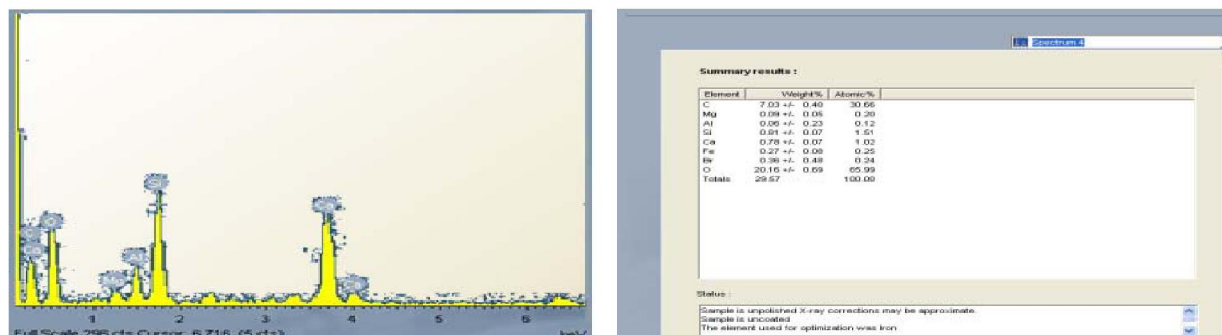 1 2 3 4 5 6
Full Scale 296 cts Cursor: 6.716 (5 cts) keV
Spectrum 4
Summary results :
Element Weight% Atomic%
C 7.03 +/- 0.40 30.66
Mg 0.09 +/- 0.05 0.20
Al 0.06 +/- 0.23 0.12
Si 0.81 +/- 0.07 1.51
Ca 0.78 +/- 0.07 1.02
Fe 0.27 +/- 0.08 0.25
Br 0.36 +/- 0.48 0.24
O 20.16 +/- 0.69 65.99
Totals 29.57 100.00
Status :
Sample is unpolished X-ray corrections may be approximate.
Sample is uncoated
The element used for optimization was Iron